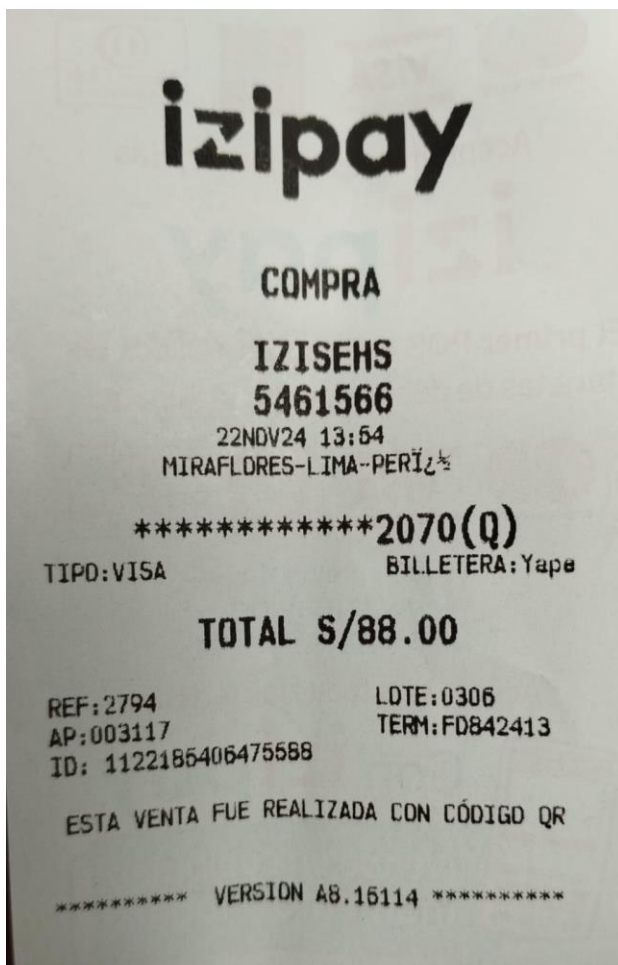 izipay
COMPRA
IZISEHS
5461566
22NOV24 13:54
MIRAFLORES-LIMA-PERÏ¿½
************2070(Q)
TIPO:VISA BILLETERA:Yape
TOTAL S/88.00
REF:2794 LOTE:0306
AP:003117 TERM:FD842413
ID: 1122185406475588
ESTA VENTA FUE REALIZADA CON CÓDIGO QR
********** VERSION A8.15114 **********